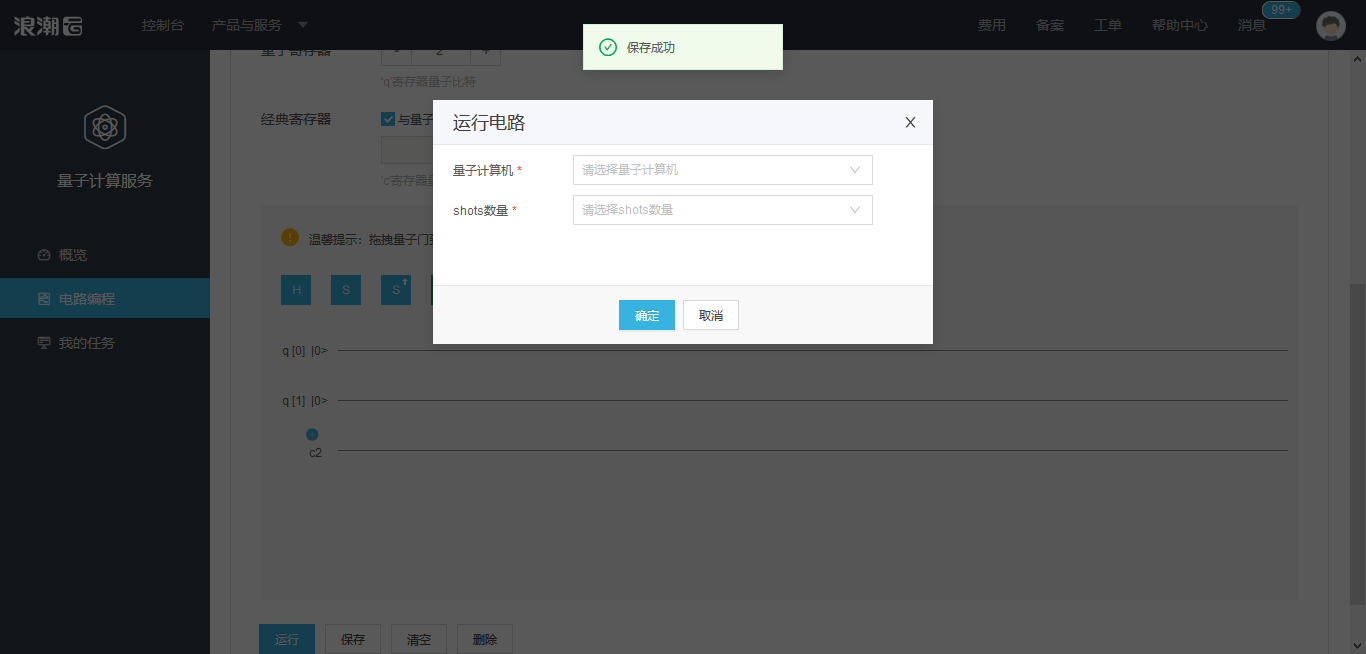 浪潮云
控制台
产品与服务
费用
备案
工单
帮助中心
消息
99+
保存成功
量子寄存器
- 2 +
'q'寄存器量子比特
经典寄存器
与量子
'c'寄存器量
量子计算服务
概览
电路编程
我的任务
运行电路
量子计算机 *
请选择量子计算机
shots数量 *
请选择shots数量
确定
取消
温馨提示：拖拽量子门到
H
S
S†
q [0] |0>
q [1] |0>
c2
运行
保存
清空
删除